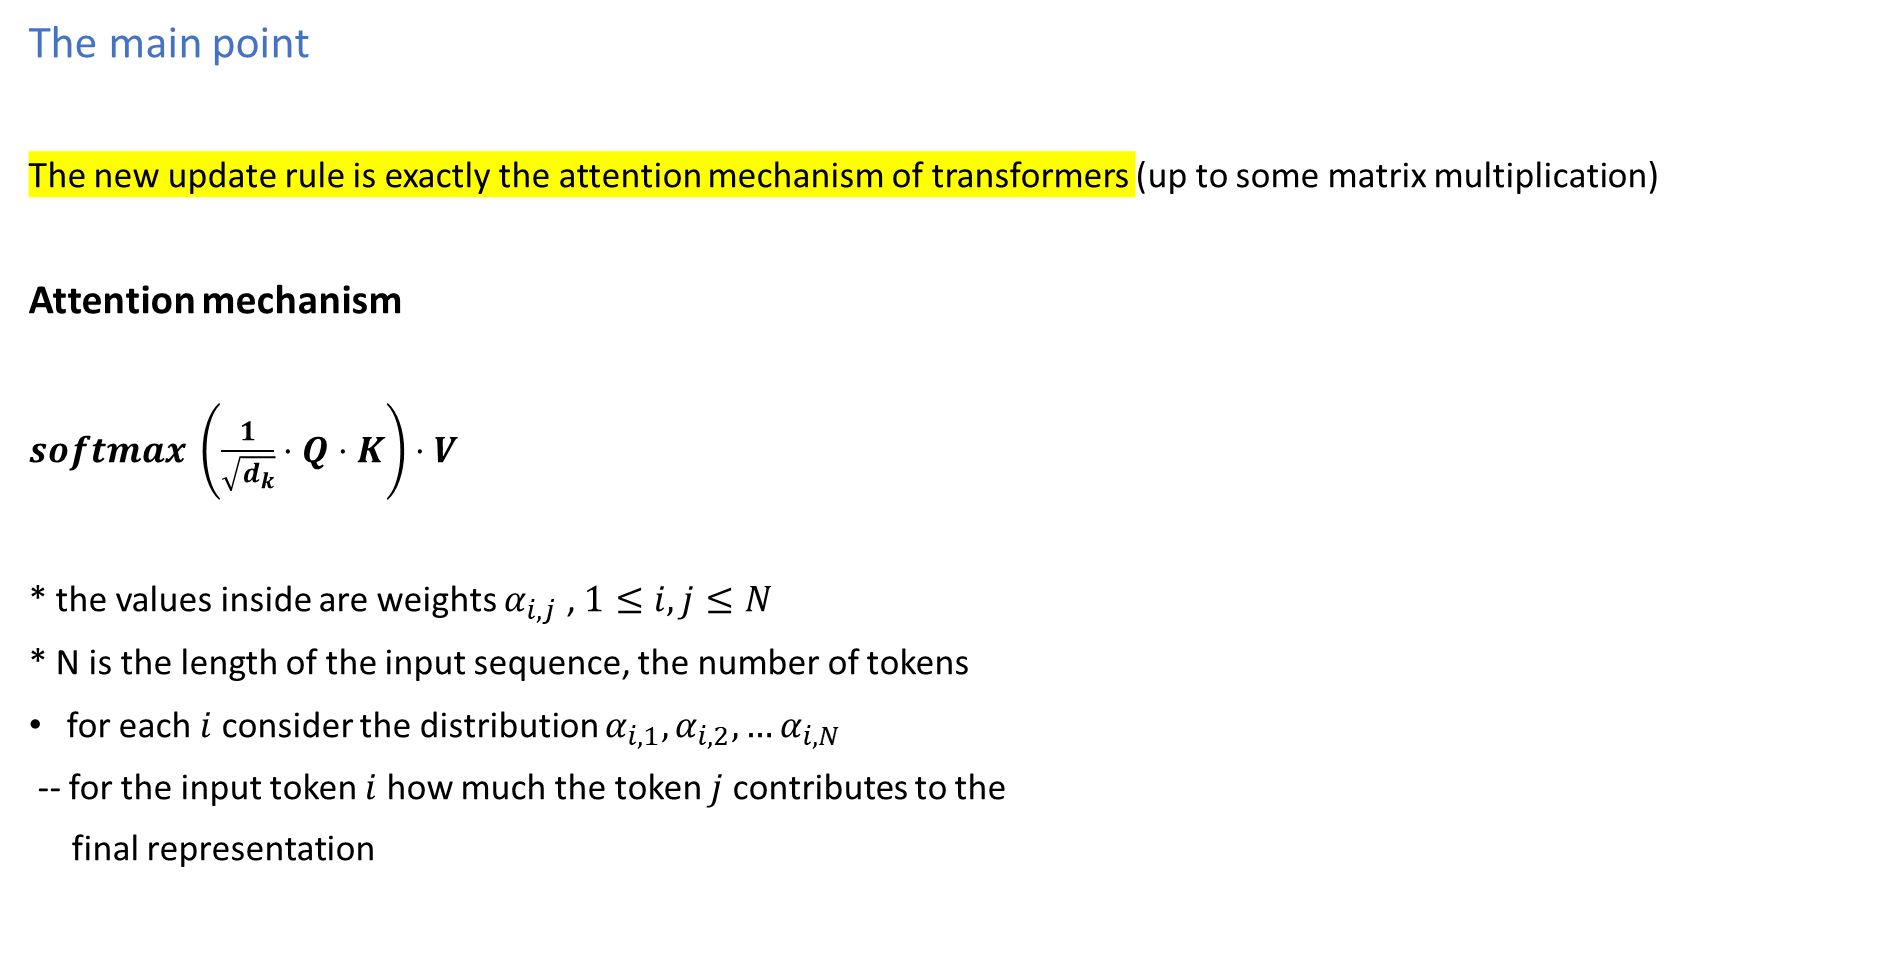 The main point
The new update rule is exactly the attention mechanism of transformers (up to some matrix multiplication)
Attention mechanism
softmax (1/√d_k · Q · K) · V
* the values inside are weights α_{i,j} , 1 ≤ i, j ≤ N
* N is the length of the input sequence, the number of tokens
• for each i consider the distribution α_{i,1}, α_{i,2}, … α_{i,N}
-- for the input token i how much the token j contributes to the
final representation